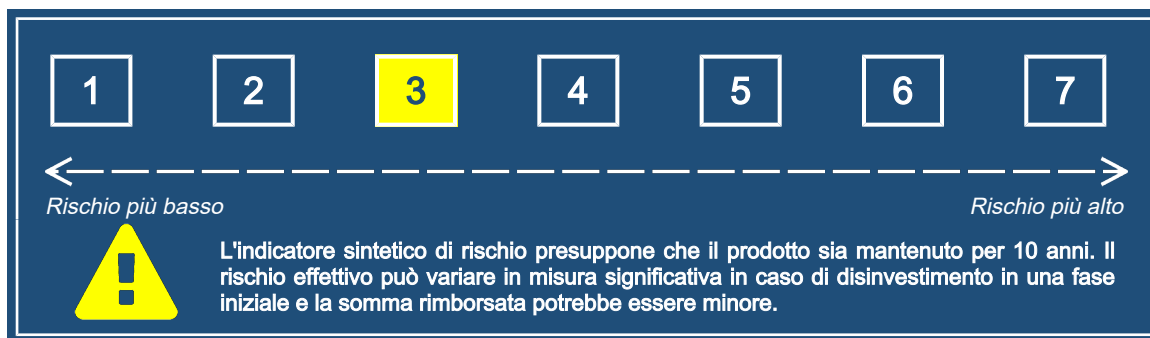 1 2 3 4 5 6 7
Rischio più basso Rischio più alto
L'indicatore sintetico di rischio presuppone che il prodotto sia mantenuto per 10 anni. Il
rischio effettivo può variare in misura significativa in caso di disinvestimento in una fase
iniziale e la somma rimborsata potrebbe essere minore.